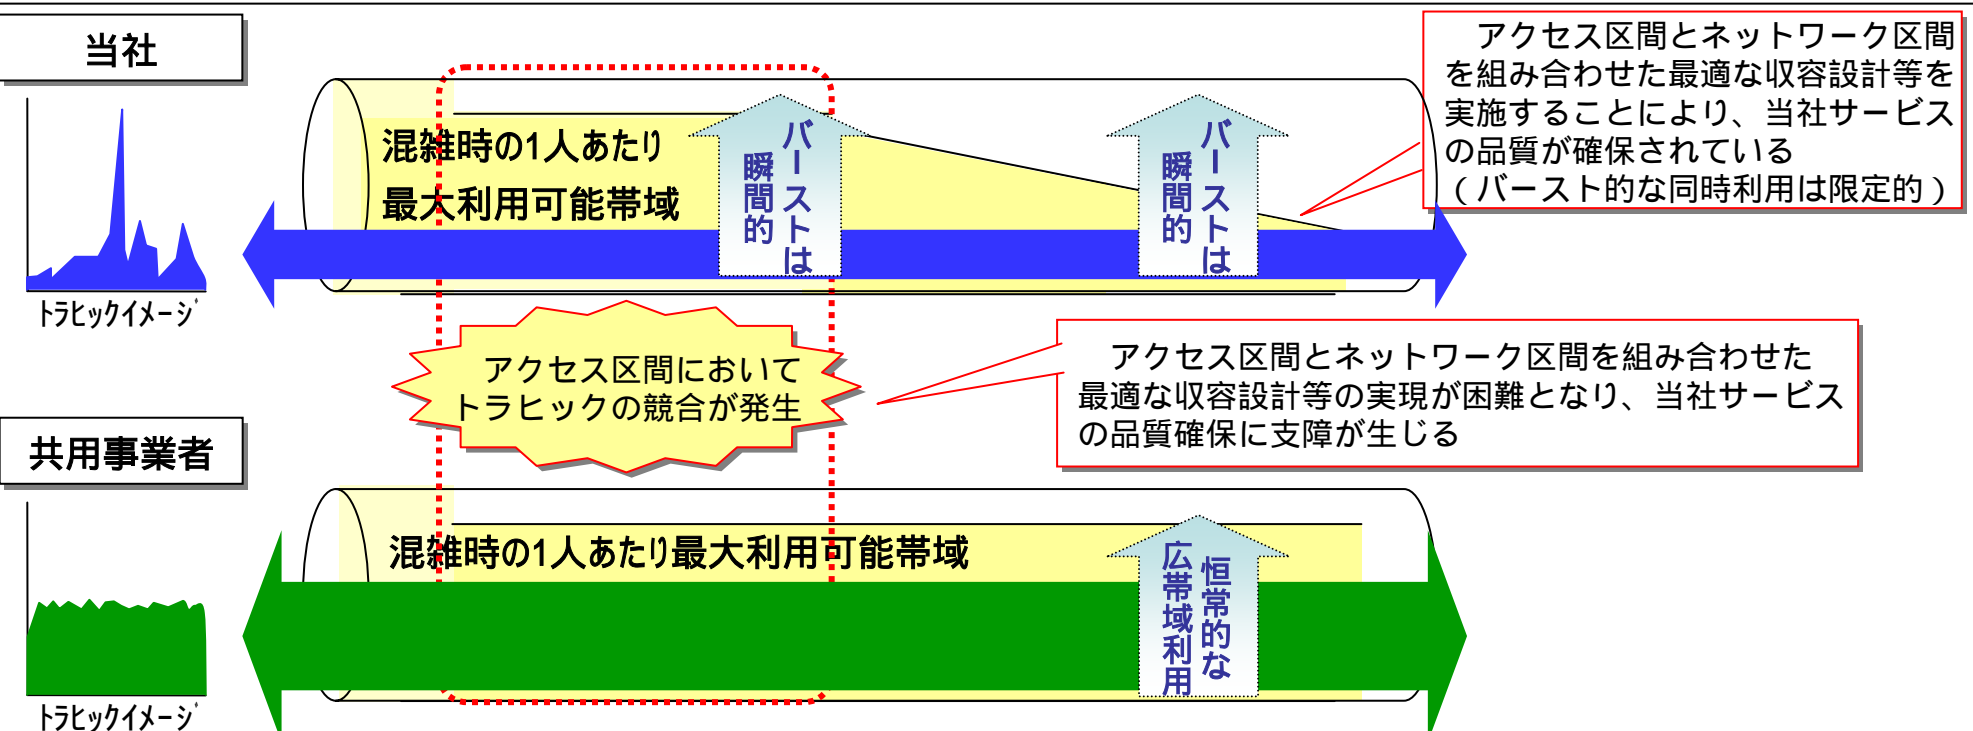 当社
アクセス区間とネットワーク区間
を組み合わせた最適な収容設計等を
実施することにより、当社サービス
の品質が確保されている
（バースト的な同時利用は限定的）
混雑時の1人あたり
最大利用可能帯域
バーストは
瞬間的
バーストは
瞬間的
ﾄﾗﾋｯｸｲﾒｰｼﾞ
アクセス区間において
トラヒックの競合が発生
アクセス区間とネットワーク区間を組み合わせた
最適な収容設計等の実現が困難となり、当社サービス
の品質確保に支障が生じる
共用事業者
混雑時の1人あたり最大利用可能帯域
恒常的な
広帯域利用
ﾄﾗﾋｯｸｲﾒｰｼﾞ